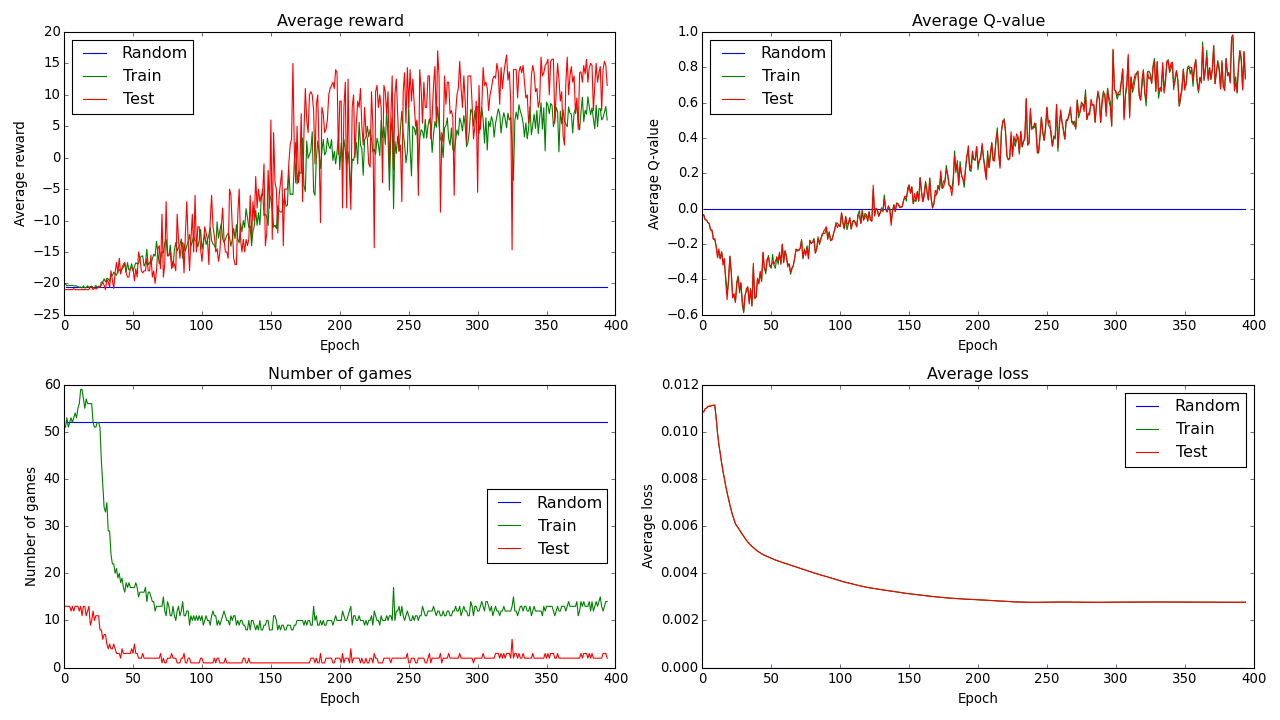 Average reward
Average reward
20
15
10
5
0
−5
−10
−15
−20
−25
Random
Train
Test
0 50 100 150 200 250 300 350 400
Epoch
Average Q-value
Average Q-value
1.0
0.8
0.6
0.4
0.2
0.0
−0.2
−0.4
−0.6
Random
Train
Test
0 50 100 150 200 250 300 350 400
Epoch
Number of games
Number of games
60
50
40
30
20
10
0
Random
Train
Test
0 50 100 150 200 250 300 350 400
Epoch
Average loss
Average loss
0.012
0.010
0.008
0.006
0.004
0.002
0.000
Random
Train
Test
0 50 100 150 200 250 300 350 400
Epoch